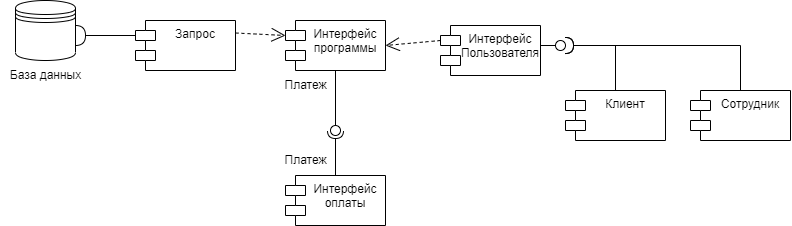 База данных
Запрос
Интерфейс
программы
Интерфейс
Пользователя
Платеж
Клиент
Сотрудник
Платеж
Интерфейс
оплаты